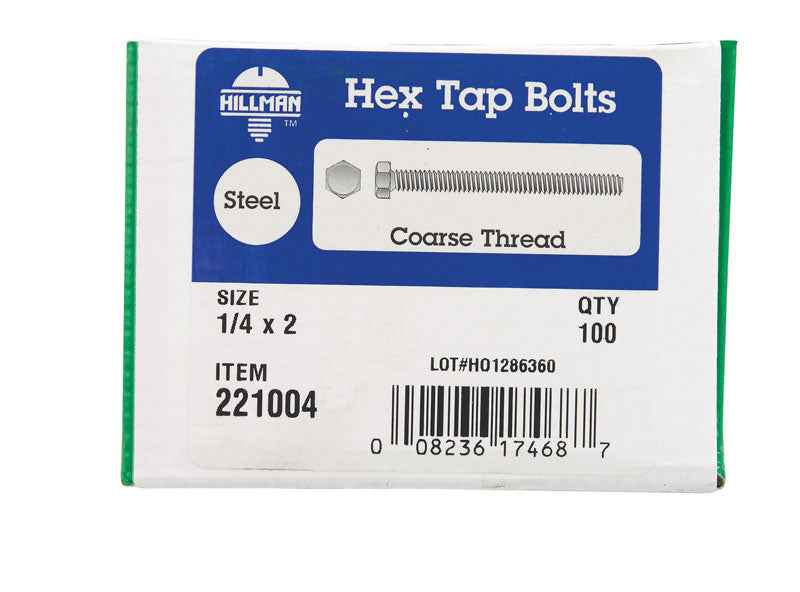 HILLMAN
TM
Hex Tap Bolts
Steel
Coarse Thread
SIZE
1/4 x 2
QTY
100
ITEM
221004
LOT#HO1286360
0 08236 17468 7